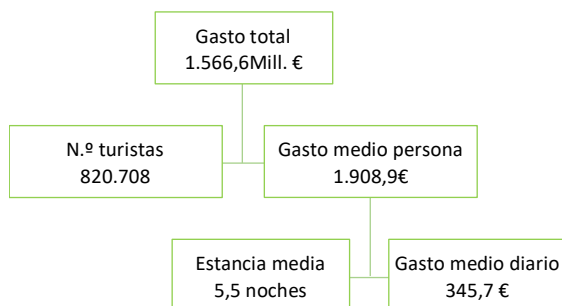 Gasto total
1.566,6Mill. €
N.º turistas
820.708
Gasto medio persona
1.908,9€
Estancia media
5,5 noches
Gasto medio diario
345,7 €